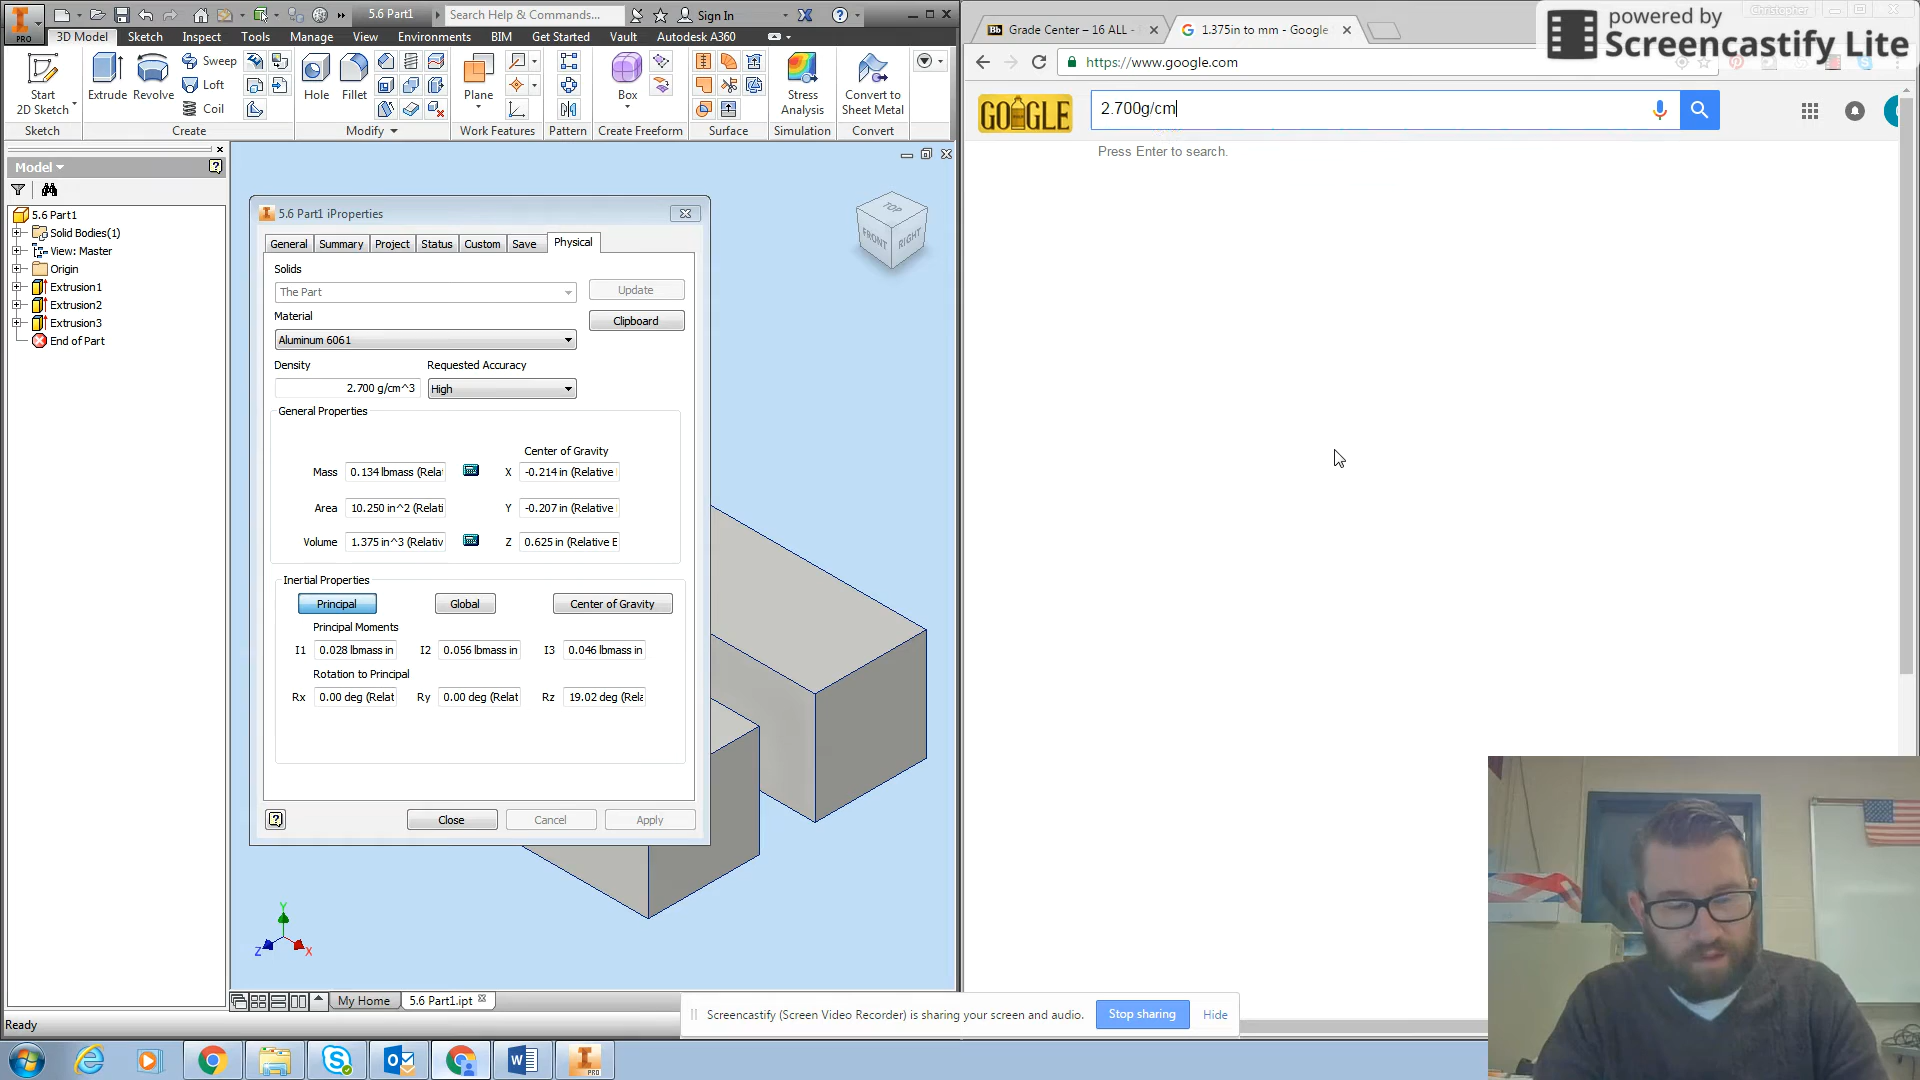 PRO
5.6 Part1
Search Help & Commands...
Sign In
3D Model
Sketch
Inspect
Tools
Manage
View
Environments
BIM
Get Started
Vault
Autodesk A360
Start
2D Sketch
Extrude
Revolve
Sweep
Loft
Coil
Hole
Fillet
Plane
Box
Stress
Analysis
Convert to
Sheet Metal
Sketch
Create
Modify
Work Features
Pattern
Create Freeform
Surface
Simulation
Convert
Model
5.6 Part1
Solid Bodies(1)
View: Master
Origin
Extrusion1
Extrusion2
Extrusion3
End of Part
5.6 Part1 iProperties
General
Summary
Project
Status
Custom
Save
Physical
Solids
The Part
Update
Material
Clipboard
Aluminum 6061
Density
Requested Accuracy
2.700 g/cm^3
High
General Properties
Center of Gravity
Mass
0.134 lbmass (Rela
X
-0.214 in (Relative
Area
10.250 in^2 (Relati
Y
-0.207 in (Relative
Volume
1.375 in^3 (Relativ
Z
0.625 in (Relative E
Inertial Properties
Principal
Global
Center of Gravity
Principal Moments
I1
0.028 lbmass in
I2
0.056 lbmass in
I3
0.046 lbmass in
Rotation to Principal
Rx
0.00 deg (Relat
Ry
0.00 deg (Relat
Rz
19.02 deg (Rela
Close
Cancel
Apply
TOP
FRONT
RIGHT
Y
Z
X
My Home
5.6 Part1.ipt
Ready
Bb
Grade Center – 16 ALL -
1.375in to mm - Google
Christopher
powered by
Screencastify Lite
https://www.google.com
GOOGLE
2.700g/cm
Press Enter to search.
Screencastify (Screen Video Recorder) is sharing your screen and audio.
Stop sharing
Hide
PRO